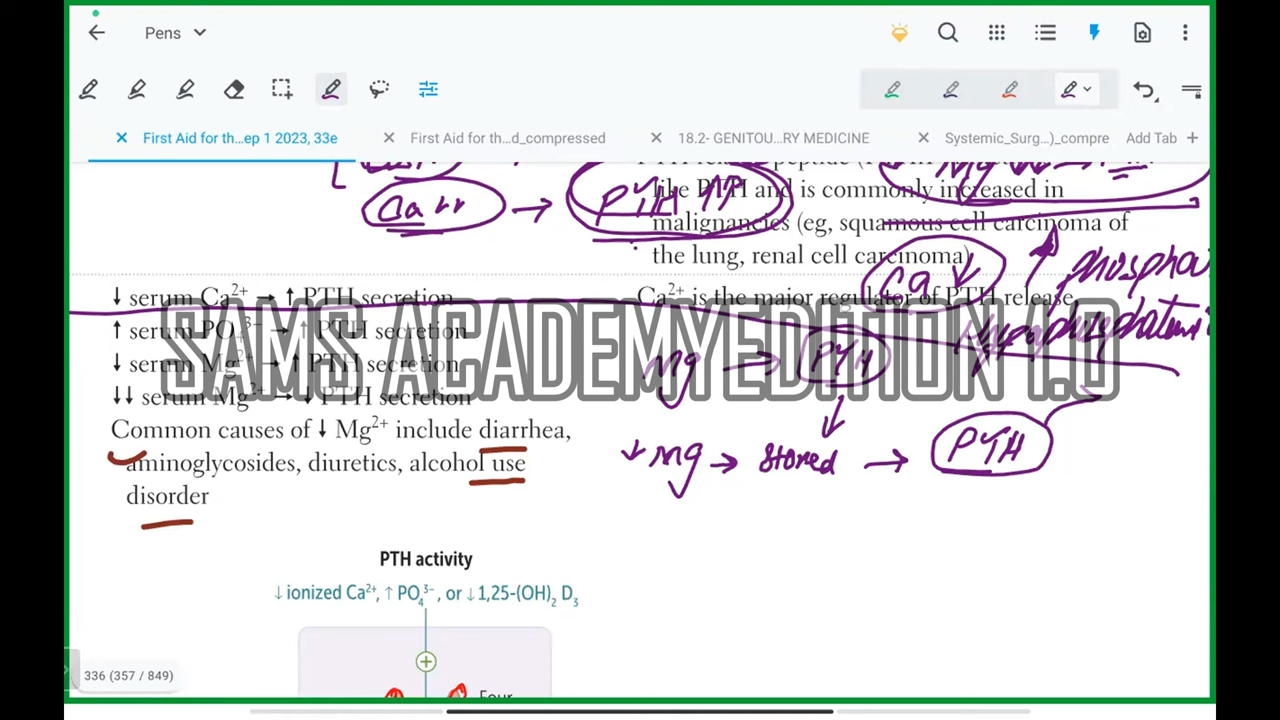 Pens
First Aid for th...ep 1 2023, 33e
First Aid for th...d_compressed
18.2- GENITOU...RY MEDICINE
Systemic_Surg...)_compre
Add Tab
Ca++ → PTH ↑↑
like PTH and is commonly increased in
malignancies (eg, squamous cell carcinoma of
the lung, renal cell carcinoma)
Ca ↓
↓ serum Ca²⁺ → ↑ PTH secretion
Ca²⁺ is the major regulator of PTH release.
↑ serum PO₄³⁻ → ↑ PTH secretion
↓ serum Mg²⁺ → ↑ PTH secretion
↓↓ serum Mg²⁺ → ↓ PTH secretion
SAMS ACADEMYEDITION 1.0
Mg → PTH
Common causes of ↓ Mg²⁺ include diarrhea,
aminoglycosides, diuretics, alcohol use
disorder
↓ Mg → stored → PTH
PTH activity
↓ ionized Ca²⁺, ↑ PO₄³⁻, or ↓ 1,25-(OH)₂ D₃
Four
336 (357 / 849)